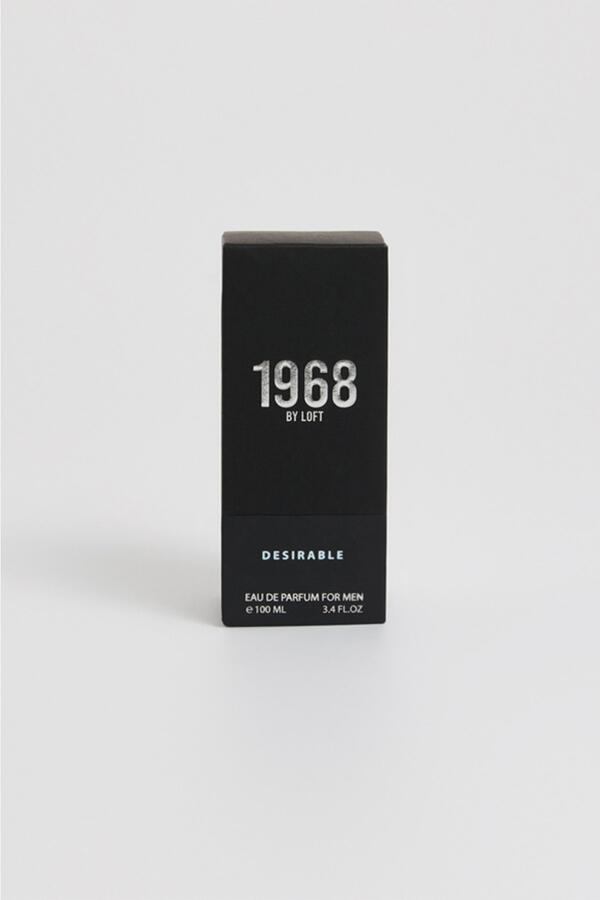 1968
BY LOFT
DESIRABLE
EAU DE PARFUM FOR MEN
℮ 100 ML 3.4 FL.OZ